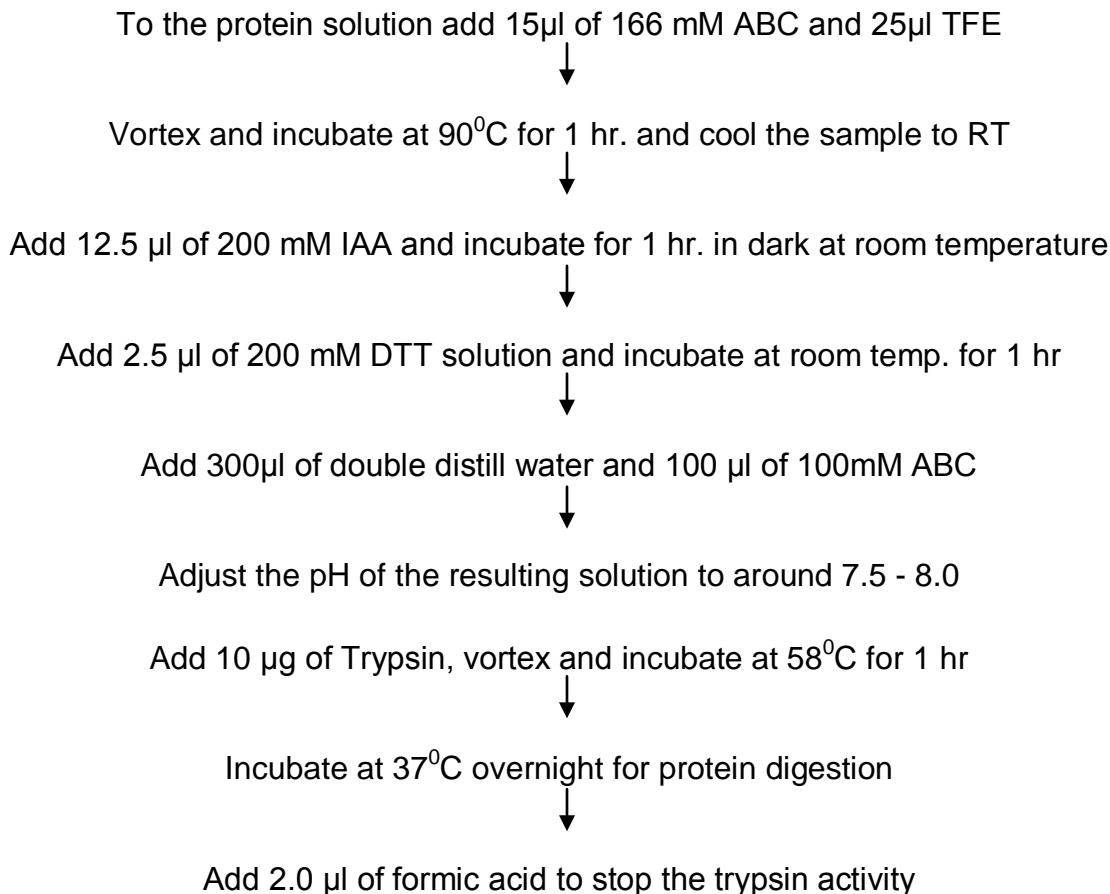 To the protein solution add 15µl of 166 mM ABC and 25µl TFE
Vortex and incubate at 90⁰C for 1 hr. and cool the sample to RT
Add 12.5 µl of 200 mM IAA and incubate for 1 hr. in dark at room temperature
Add 2.5 µl of 200 mM DTT solution and incubate at room temp. for 1 hr
Add 300µl of double distill water and 100 µl of 100mM ABC
Adjust the pH of the resulting solution to around 7.5 - 8.0
Add 10 µg of Trypsin, vortex and incubate at 58⁰C for 1 hr
Incubate at 37⁰C overnight for protein digestion
Add 2.0 µl of formic acid to stop the trypsin activity